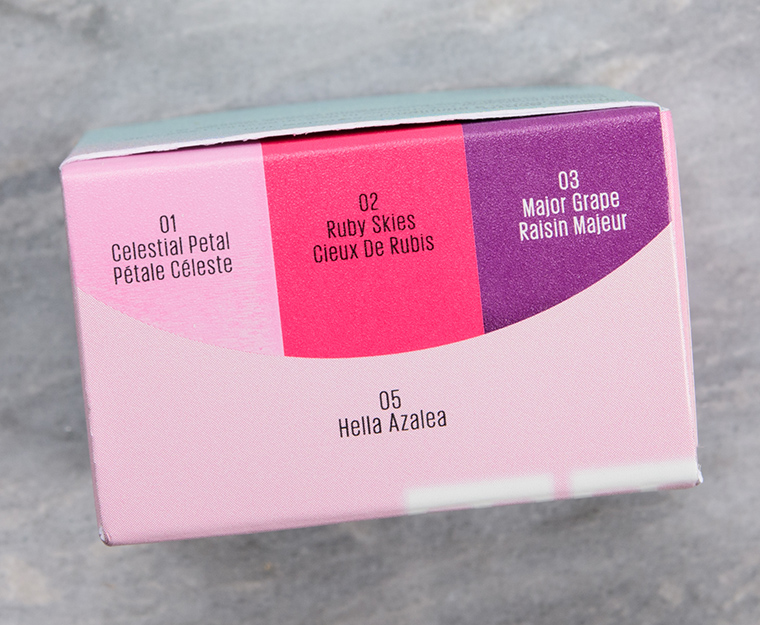 01
Celestial Petal
Pétale Céleste
02
Ruby Skies
Cieux De Rubis
03
Major Grape
Raisin Majeur
05
Hella Azalea